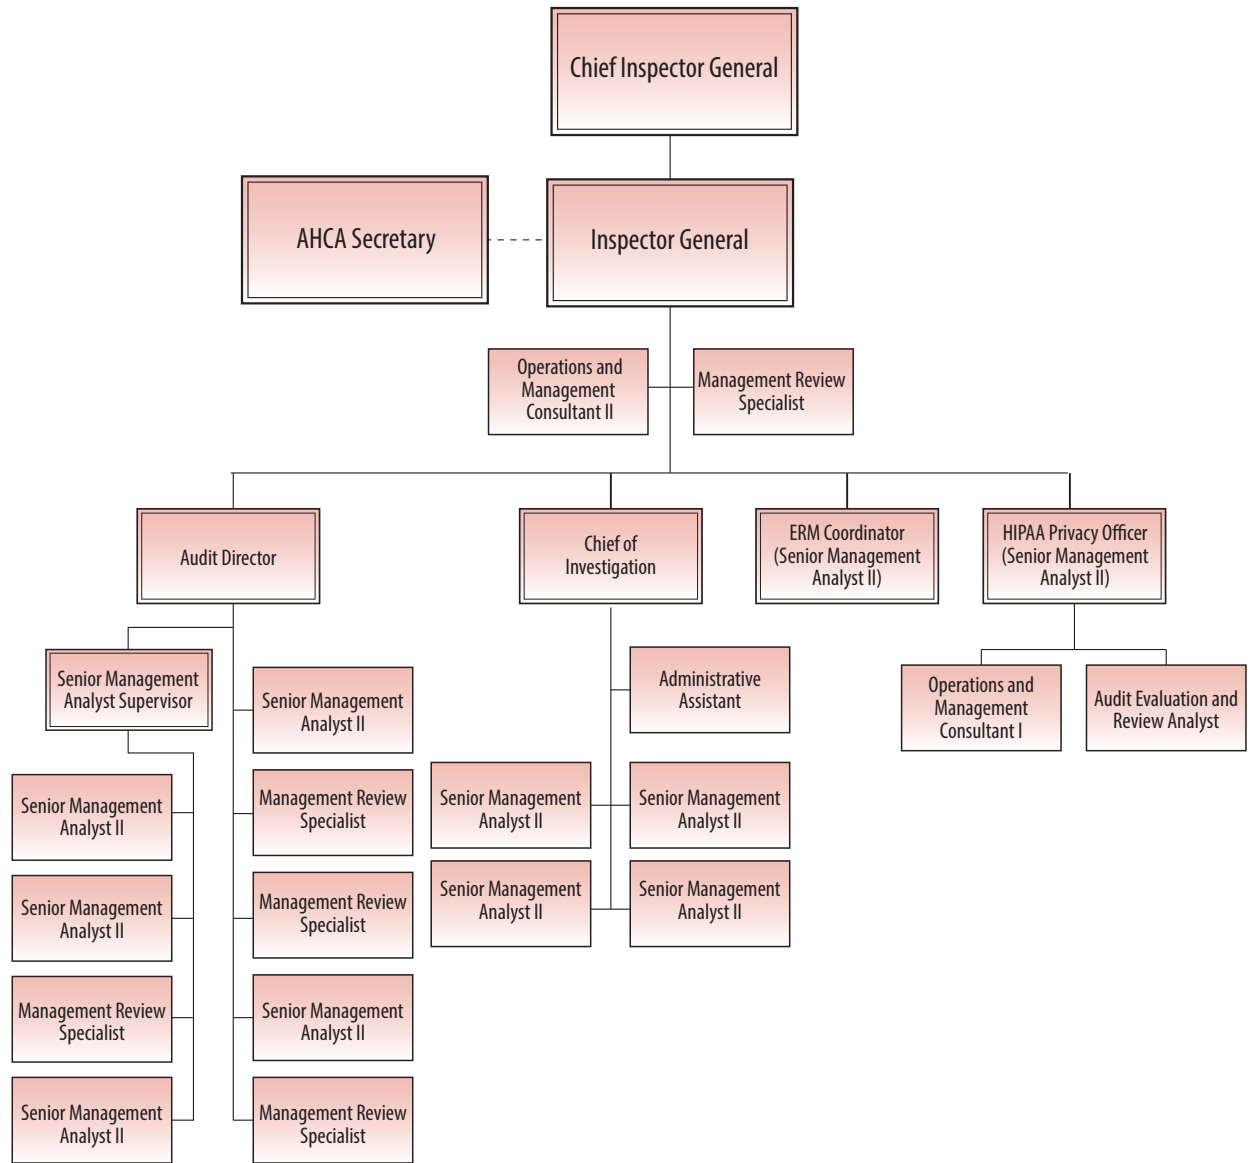 Chief Inspector General
AHCA Secretary
Inspector General
Operations and
Management
Consultant II
Management Review
Specialist
Audit Director
Chief of
Investigation
ERM Coordinator
(Senior Management
Analyst II)
HIPAA Privacy Officer
(Senior Management
Analyst II)
Senior Management
Analyst Supervisor
Senior Management
Analyst II
Senior Management
Analyst II
Management Review
Specialist
Senior Management
Analyst II
Senior Management
Analyst II
Management Review
Specialist
Management Review
Specialist
Senior Management
Analyst II
Management Review
Specialist
Administrative
Assistant
Senior Management
Analyst II
Senior Management
Analyst II
Senior Management
Analyst II
Senior Management
Analyst II
Operations and
Management
Consultant I
Audit Evaluation and
Review Analyst